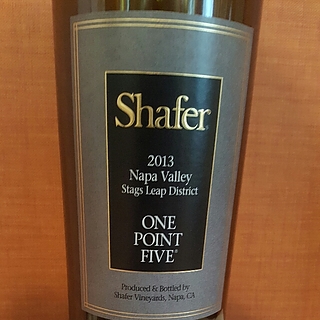 Shafer®
2013
Napa Valley
Stags Leap District
ONE
POINT
FIVE®
Produced & Bottled by
Shafer Vineyards, Napa, CA